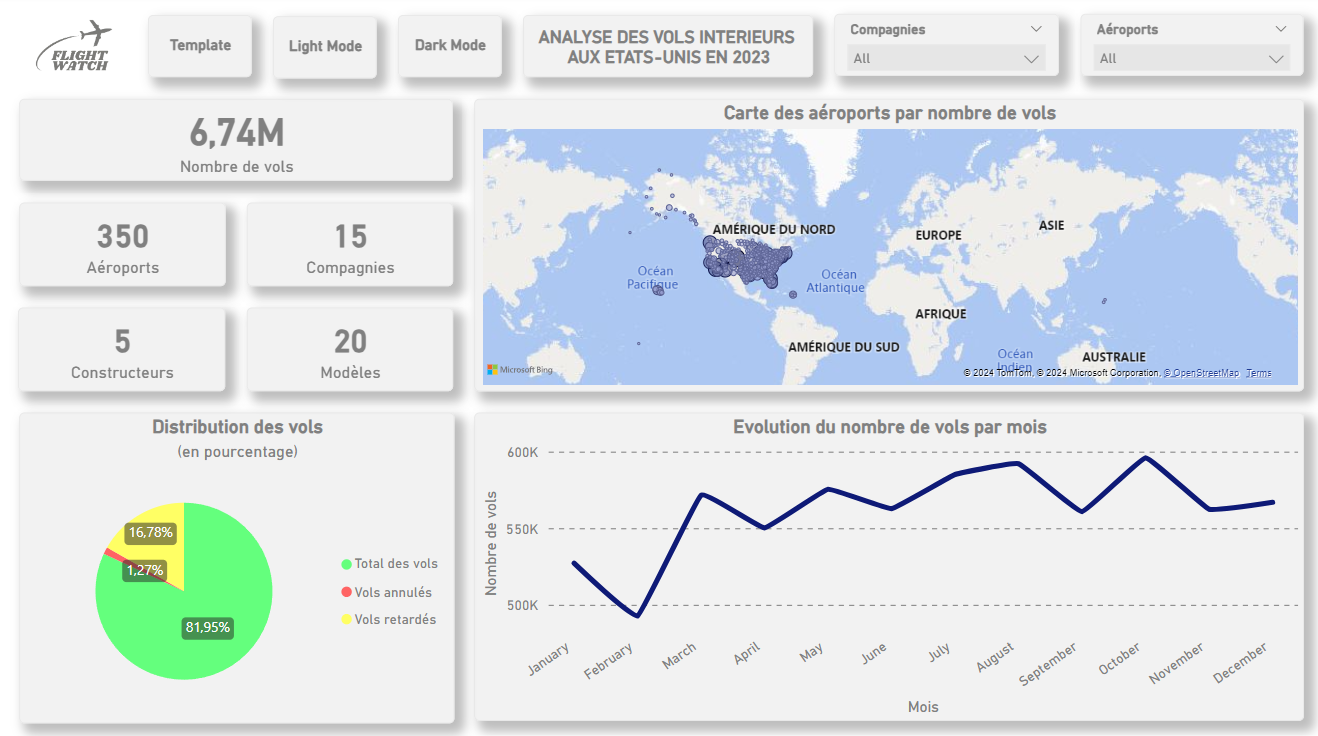 FLIGHT
WATCH
Template
Light Mode
Dark Mode
ANALYSE DES VOLS INTERIEURS
AUX ETATS-UNIS EN 2023
Compagnies
All
Aéroports
All
6,74M
Nombre de vols
350
Aéroports
15
Compagnies
5
Constructeurs
20
Modèles
Carte des aéroports par nombre de vols
AMÉRIQUE DU NORD
EUROPE
ASIE
Océan
Pacifique
Océan
Atlantique
AFRIQUE
AMÉRIQUE DU SUD
Océan
Indien
AUSTRALIE
Microsoft Bing
© 2024 TomTom, © 2024 Microsoft Corporation, © OpenStreetMap Terms
Distribution des vols
(en pourcentage)
16,78%
1,27%
81,95%
Total des vols
Vols annulés
Vols retardés
Evolution du nombre de vols par mois
Nombre de vols
600K
550K
500K
January
February
March
April
May
June
July
August
September
October
November
December
Mois